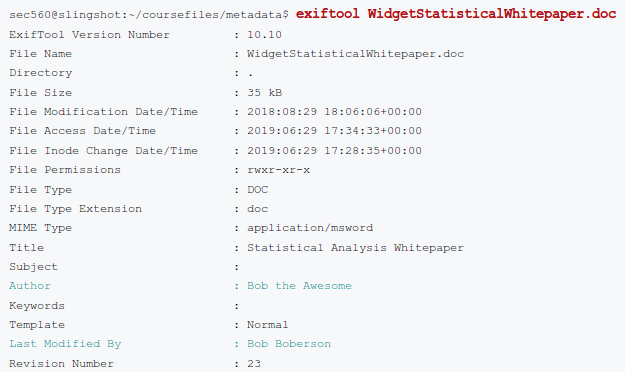 sec560@slingshot:~/coursefiles/metadata$ exiftool WidgetStatisticalWhitepaper.doc
ExifTool Version Number : 10.10
File Name : WidgetStatisticalWhitepaper.doc
Directory : .
File Size : 35 kB
File Modification Date/Time : 2018:08:29 18:06:06+00:00
File Access Date/Time : 2019:06:29 17:34:33+00:00
File Inode Change Date/Time : 2019:06:29 17:28:35+00:00
File Permissions : rwxr-xr-x
File Type : DOC
File Type Extension : doc
MIME Type : application/msword
Title : Statistical Analysis Whitepaper
Subject :
Author : Bob the Awesome
Keywords :
Template : Normal
Last Modified By : Bob Boberson
Revision Number : 23